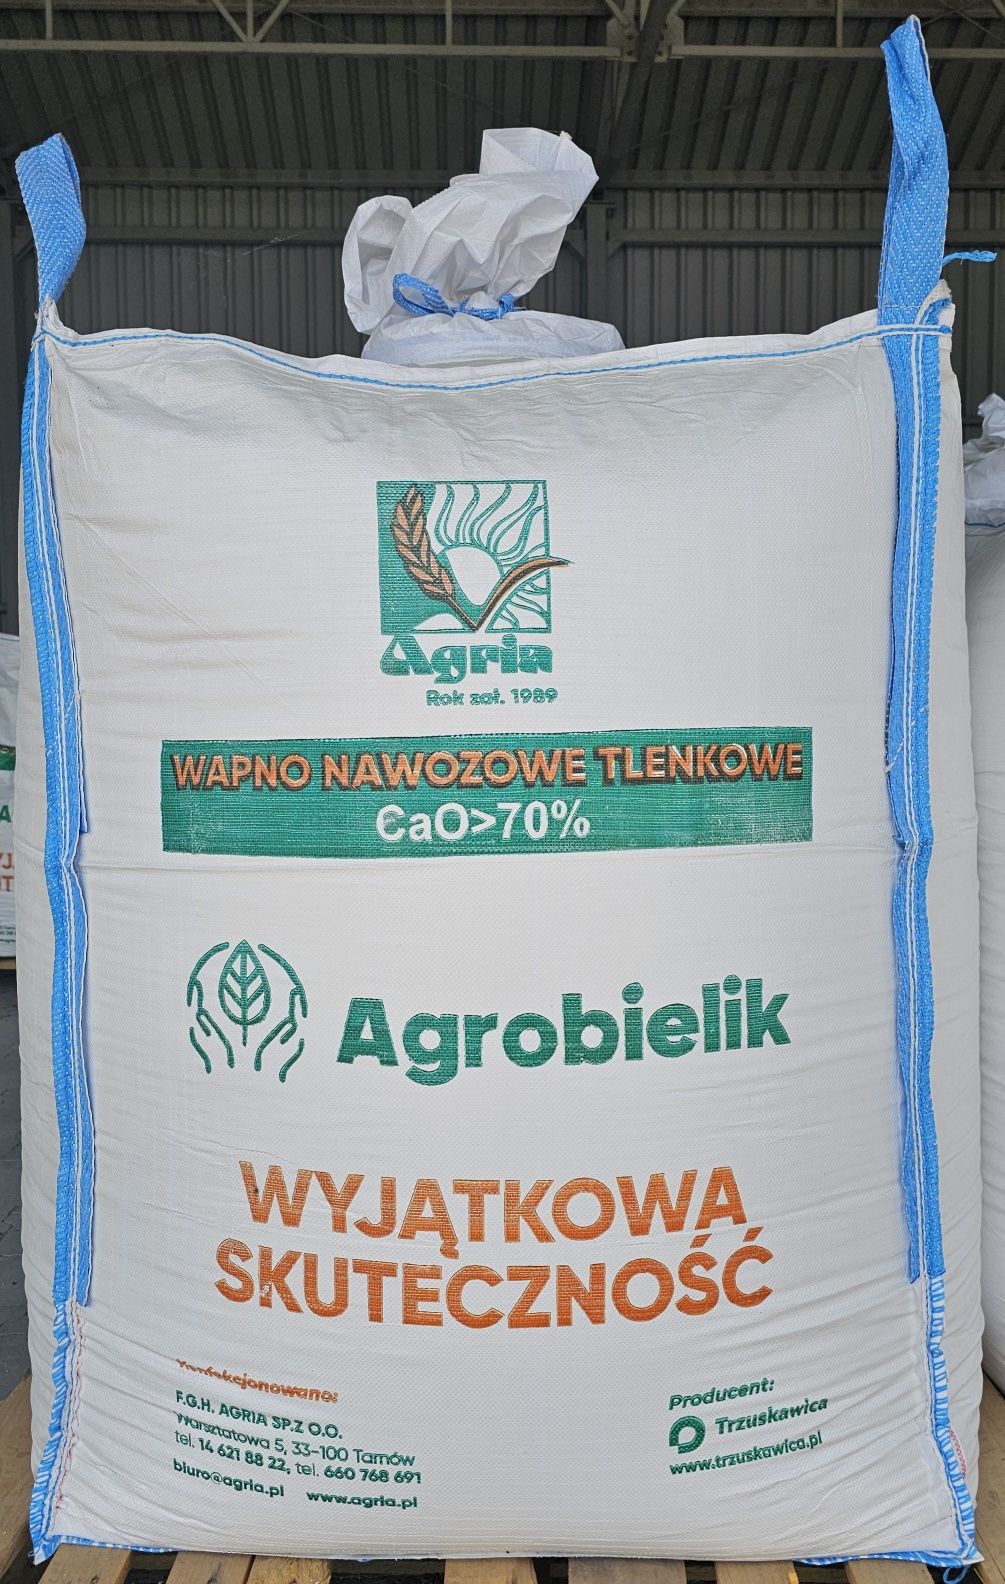 Agria
Rok zał. 1989
WAPNO NAWOZOWE TLENKOWE
CaO>70%
Agrobielik
WYJĄTKOWA
SKUTECZNOŚĆ
Konfekcjonowano:
F.G.H. AGRIA SP.Z O.O.
Warsztatowa 5, 33-100 Tarnów
tel. 14 621 88 22, tel. 660 768 691
biuro@agria.pl www.agria.pl
Producent:
Trzuskawica
www.trzuskawica.pl